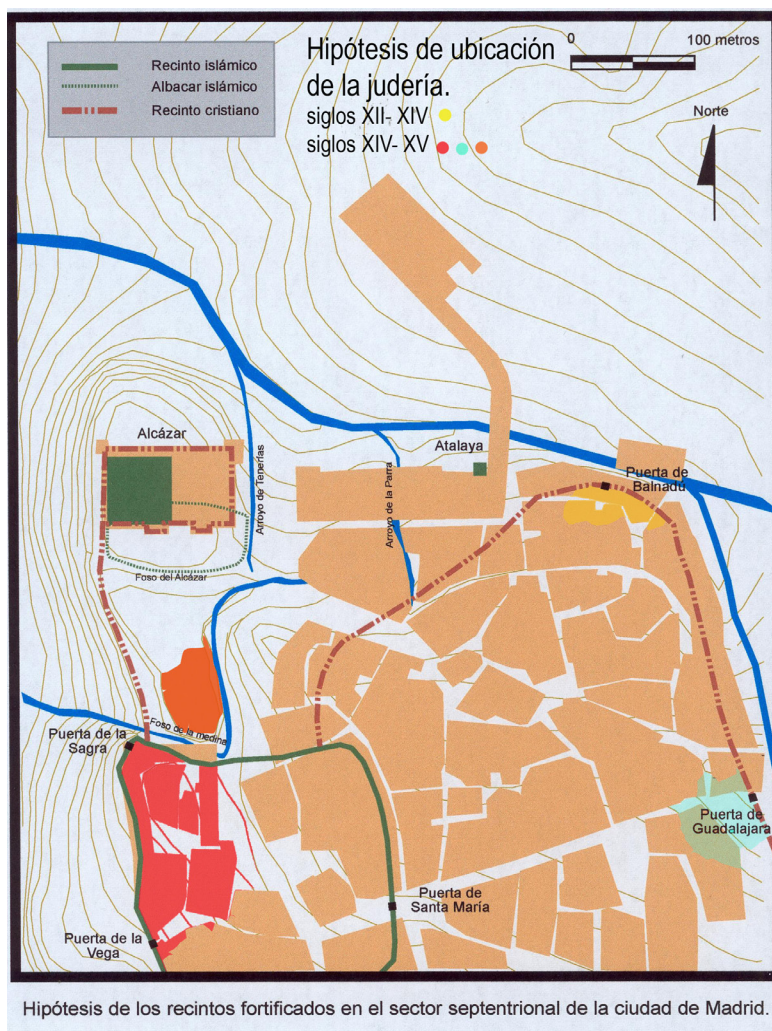 Recinto islámico
Albacar islámico
Recinto cristiano
Hipótesis de ubicación
de la judería.
siglos XII- XIV
siglos XIV- XV
0 100 metros
Norte
Alcázar
Arroyo de Tenerías
Atalaya
Arroyo de la Parra
Puerta de
Balnadú
Foso del Alcázar
Foso de la medina
Puerta de la
Sagra
Puerta de
Guadalajara
Puerta de
Santa María
Puerta de la
Vega
Hipótesis de los recintos fortificados en el sector septentrional de la ciudad de Madrid.